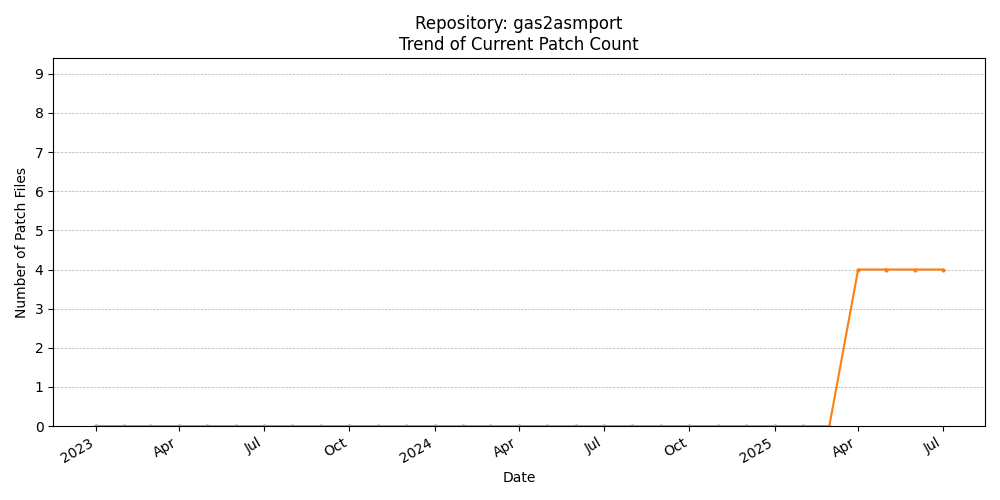 Repository: gas2asmport
Trend of Current Patch Count
Number of Patch Files
9
8
7
6
5
4
3
2
1
0
2023 Apr Jul Oct 2024 Apr Jul Oct 2025 Apr Jul
Date